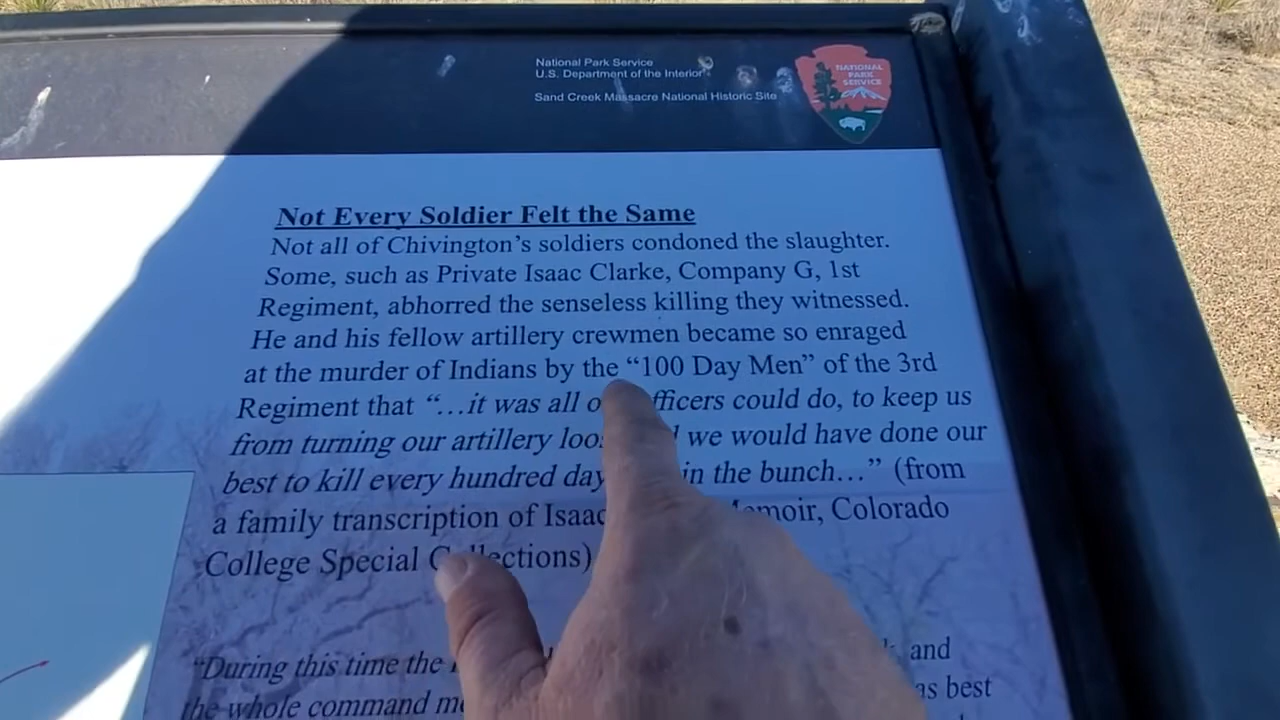 National Park Service
U.S. Department of the Interior
Sand Creek Massacre National Historic Site
NATIONAL
PARK
SERVICE
Not Every Soldier Felt the Same
Not all of Chivington's soldiers condoned the slaughter.
Some, such as Private Isaac Clarke, Company G, 1st
Regiment, abhorred the senseless killing they witnessed.
He and his fellow artillery crewmen became so enraged
at the murder of Indians by the “100 Day Men” of the 3rd
Regiment that “…it was all officers could do, to keep us
from turning our artillery we would have done our
best to kill every hundred day in the bunch…” (from
a family transcription of Isaac Memoir, Colorado
College Special Collections)
“During this time the and
the whole command as best